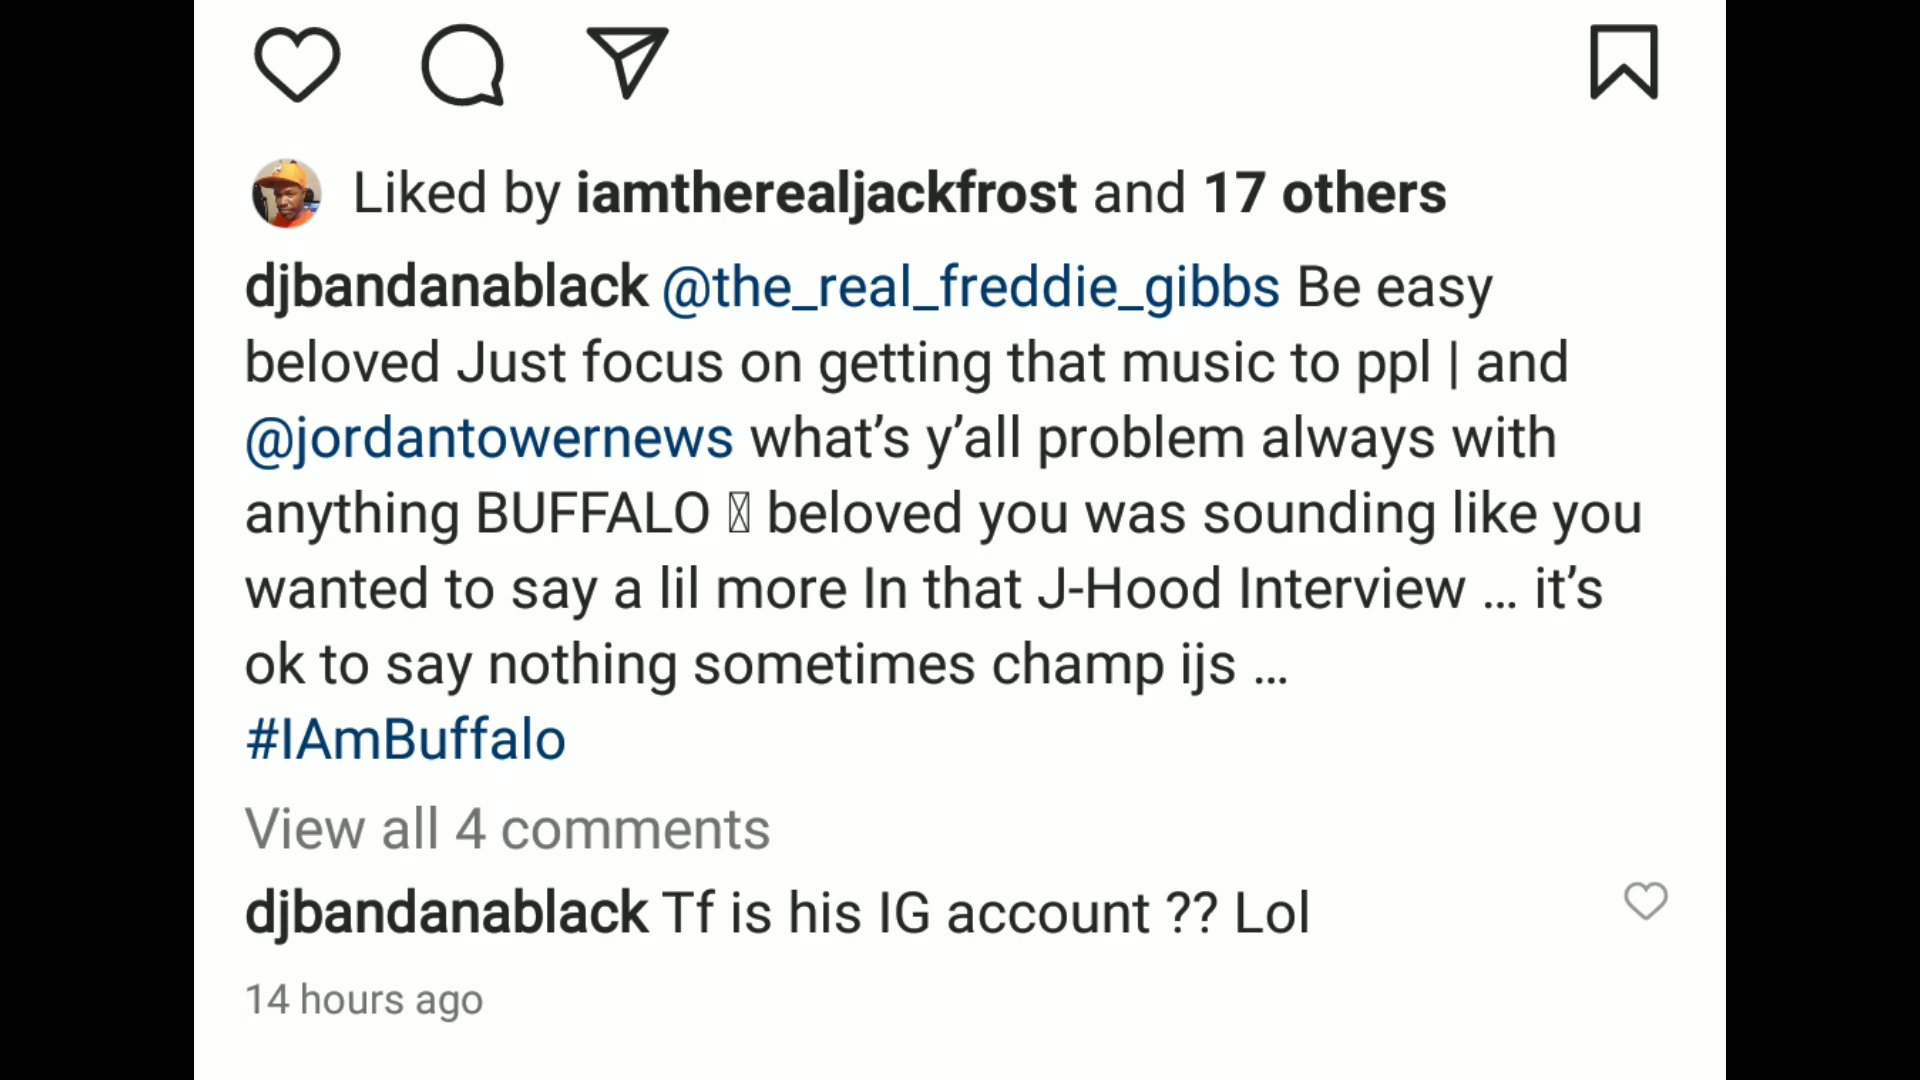 Liked by iamtherealjackfrost and 17 others
djbandanablack @the_real_freddie_gibbs Be easy
beloved Just focus on getting that music to ppl | and
@jordantowernews what’s y’all problem always with
anything BUFFALO beloved you was sounding like you
wanted to say a lil more In that J-Hood Interview ... it’s
ok to say nothing sometimes champ ijs ...
#IAmBuffalo
View all 4 comments
djbandanablack Tf is his IG account ?? Lol
14 hours ago